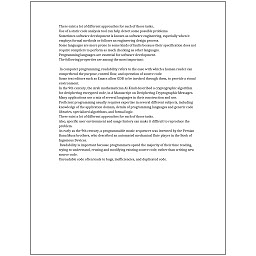 There exist a lot of different approaches for each of those tasks.
Use of a static code analysis tool can help detect some possible problems.
Sometimes software development is known as software engineering, especially when it
employs formal methods or follows an engineering design process.
Some languages are more prone to some kinds of faults because their specification does not
require compilers to perform as much checking as other languages.
Programming languages are essential for software development.
The following properties are among the most important:
In computer programming, readability refers to the ease with which a human reader can
comprehend the purpose, control flow, and operation of source code.
Some text editors such as Emacs allow GDB to be invoked through them, to provide a visual
environment.
In the 9th century, the Arab mathematician Al-Kindi described a cryptographic algorithm
for deciphering encrypted code, in A Manuscript on Deciphering Cryptographic Messages.
Many applications use a mix of several languages in their construction and use.
Proficient programming usually requires expertise in several different subjects, including
knowledge of the application domain, details of programming languages and generic code
libraries, specialized algorithms, and formal logic.
There exist a lot of different approaches for each of those tasks.
Also, specific user environment and usage history can make it difficult to reproduce the
problem.
As early as the 9th century, a programmable music sequencer was invented by the Persian
Banu Musa brothers, who described an automated mechanical flute player in the Book of
Ingenious Devices.
Readability is important because programmers spend the majority of their time reading,
trying to understand, reusing and modifying existing source code, rather than writing new
source code.
Unreadable code often leads to bugs, inefficiencies, and duplicated code.